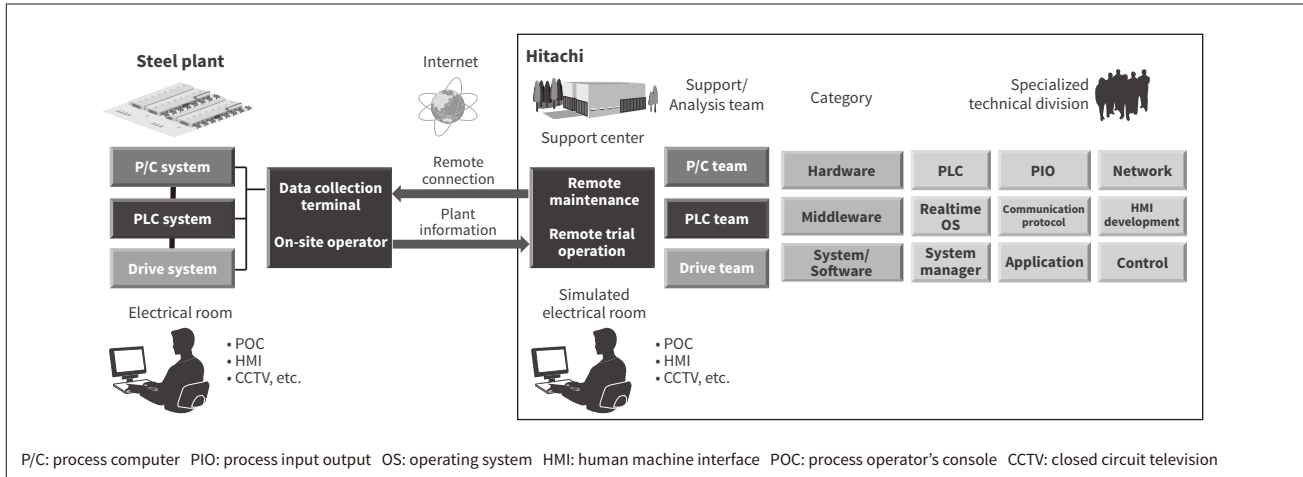 Steel plant
Internet
Hitachi
Support/
Analysis team
Category
Specialized
technical division
Support center
P/C system
PLC system
Drive system
Data collection
terminal
On-site operator
Remote
connection
Plant
information
Remote
maintenance
Remote trial
operation
P/C team
PLC team
Drive team
Hardware
PLC
PIO
Network
Middleware
Realtime
OS
Communication
protocol
HMI
development
System/
Software
System
manager
Application
Control
Electrical room
• POC
• HMI
• CCTV, etc.
Simulated
electrical room
• POC
• HMI
• CCTV, etc.
P/C: process computer PIO: process input output OS: operating system HMI: human machine interface POC: process operator’s console CCTV: closed circuit television